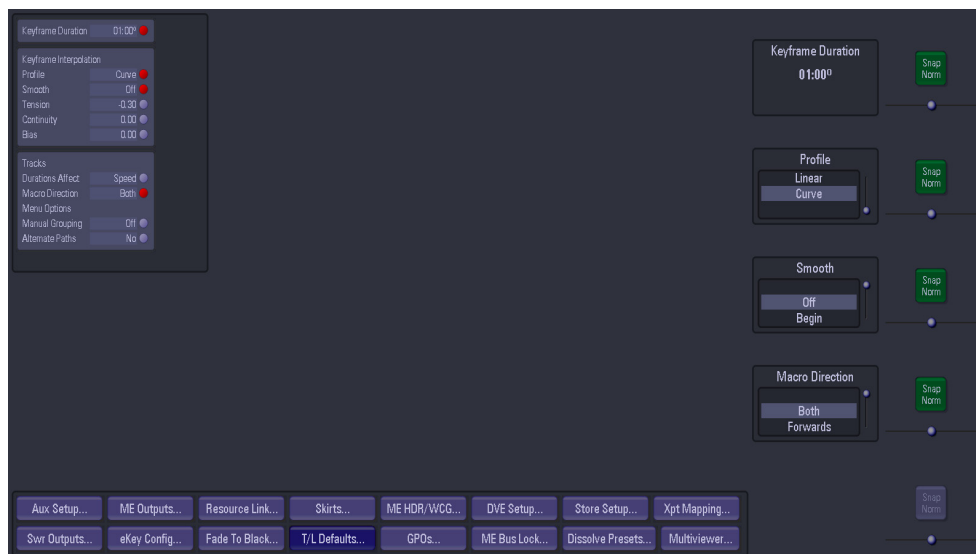 Keyframe Duration 01:00⁰
Keyframe Interpolation
Profile Curve
Smooth Off
Tension -0.30
Continuity 0.00
Bias 0.00
Tracks
Durations Affect Speed
Macro Direction Both
Menu Options
Manual Grouping Off
Alternate Paths No
Keyframe Duration
01:00⁰
Snap
Norm
Profile
Linear
Curve
Snap
Norm
Smooth
Off
Begin
Snap
Norm
Macro Direction
Both
Forwards
Snap
Norm
Snap
Norm
Aux Setup... ME Outputs... Resource Link... Skirts... ME HDR/WCG... DVE Setup... Store Setup... Xpt Mapping...
Swr Outputs... eKey Config... Fade To Black... T/L Defaults... GPOs... ME Bus Lock... Dissolve Presets... Multiviewer...